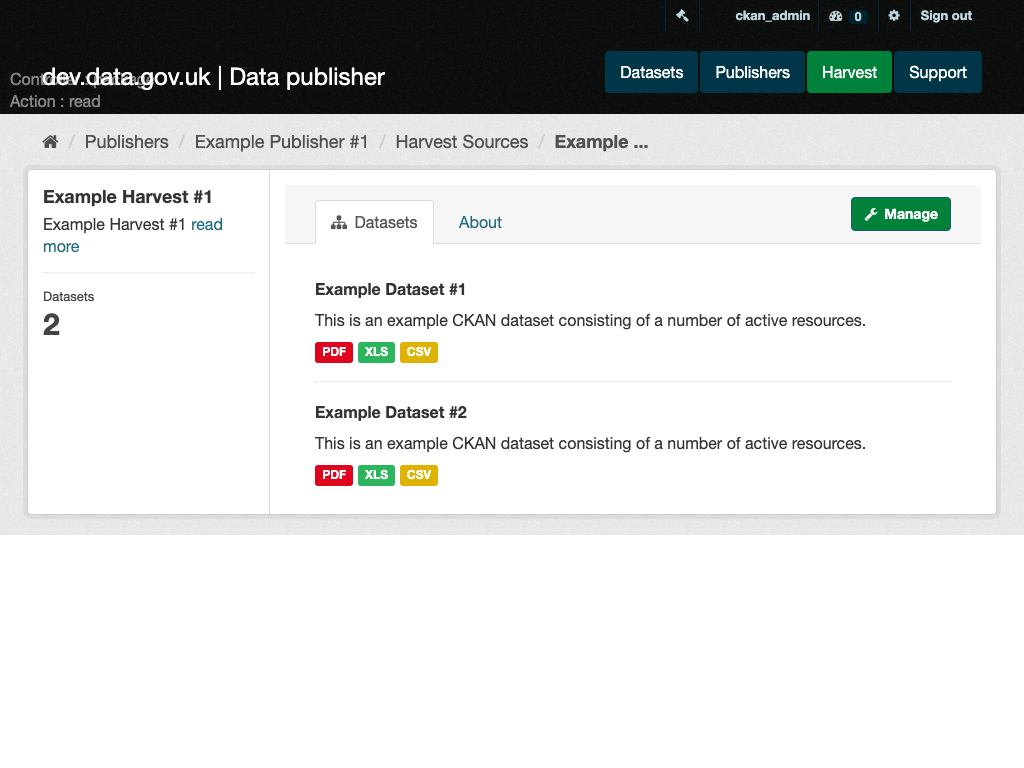 ckan_admin 0 Sign out
dev.data.gov.uk | Data publisher
Action : read
Datasets Publishers Harvest Support
Publishers / Example Publisher #1 / Harvest Sources / Example ...
Example Harvest #1
Example Harvest #1 read
more
Datasets
2
Datasets About Manage
Example Dataset #1
This is an example CKAN dataset consisting of a number of active resources.
PDF XLS CSV
Example Dataset #2
This is an example CKAN dataset consisting of a number of active resources.
PDF XLS CSV